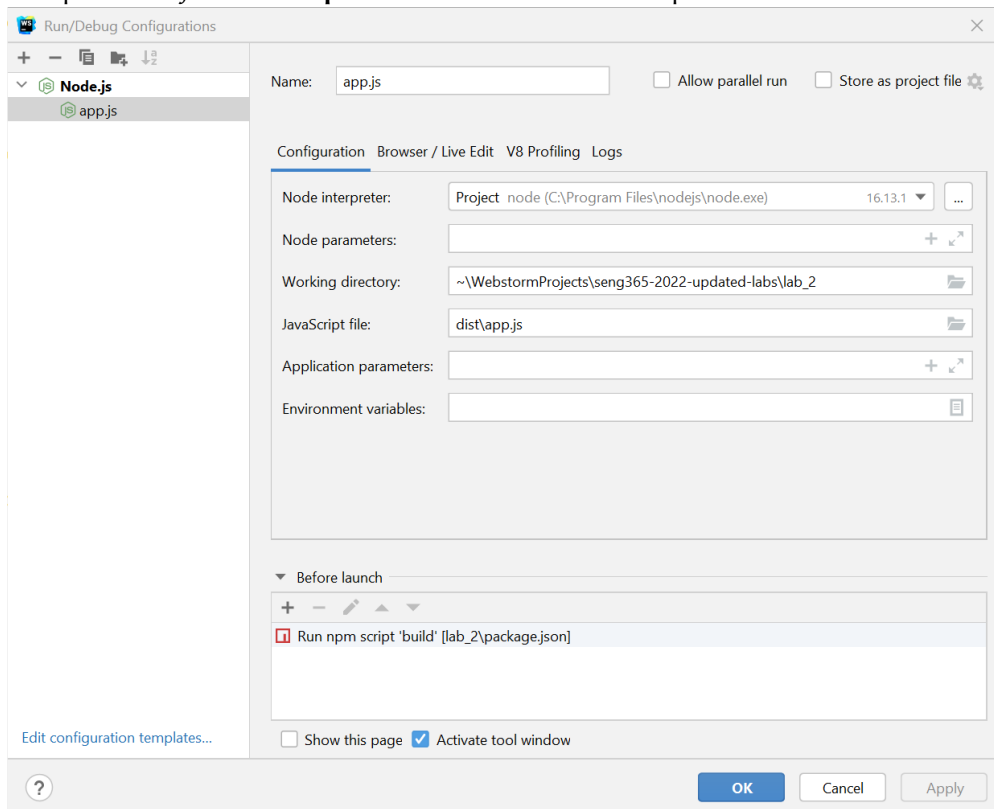 WS Run/Debug Configurations
Node.js
JS app.js
Name: app.js Allow parallel run Store as project file
Configuration Browser / Live Edit V8 Profiling Logs
Node interpreter: Project node (C:\Program Files\nodejs\node.exe) 16.13.1 ...
Node parameters:
Working directory: ~\WebstormProjects\seng365-2022-updated-labs\lab_2
JavaScript file: dist\app.js
Application parameters:
Environment variables:
Before launch
Run npm script 'build' [lab_2\package.json]
Show this page Activate tool window
Edit configuration templates...
? OK Cancel Apply